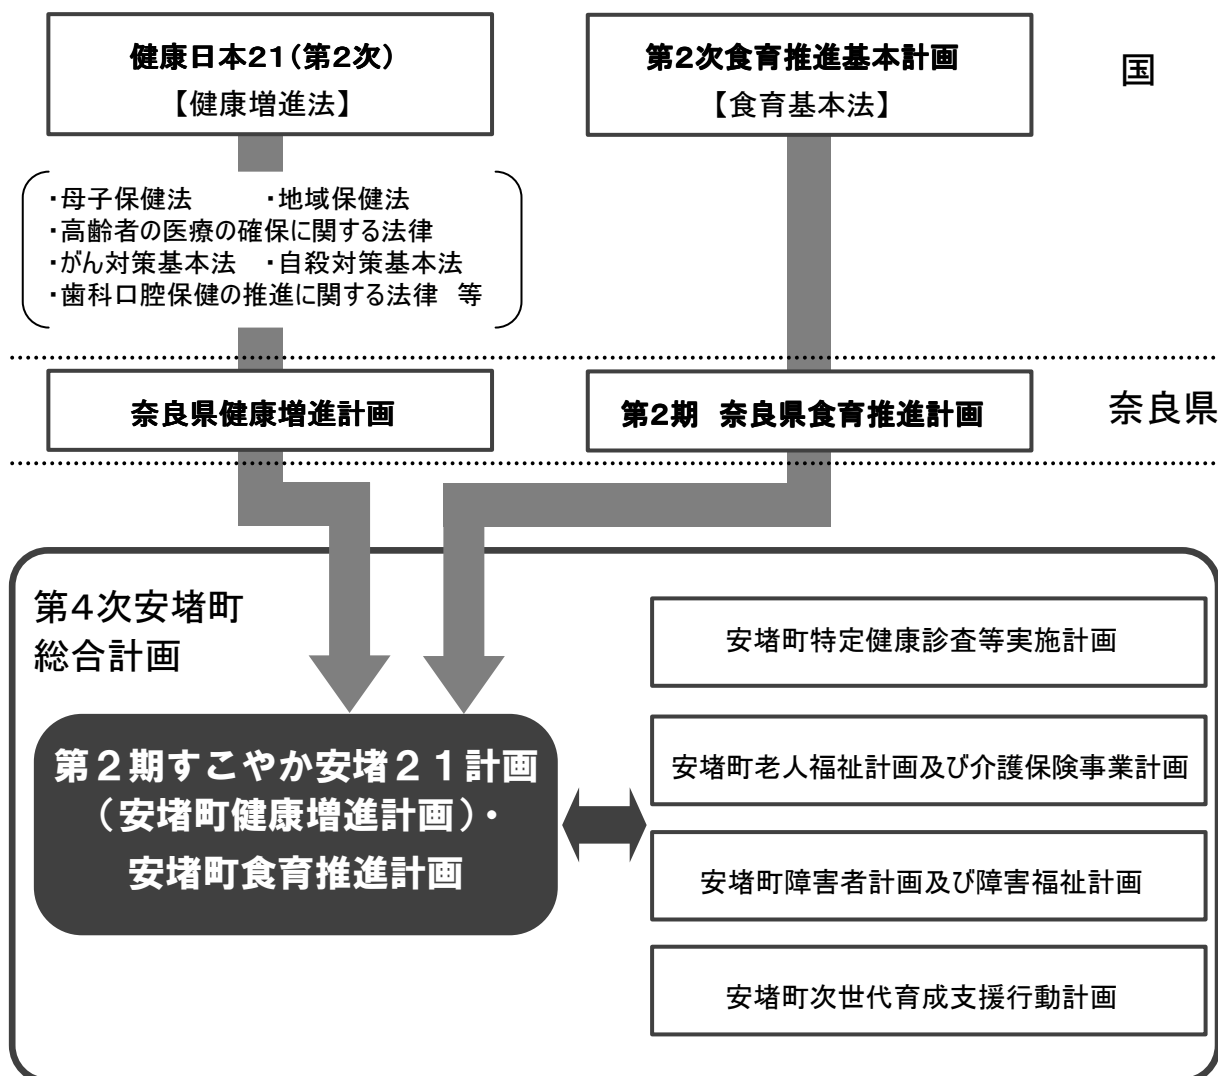 健康日本21(第2次)
【健康増進法】
第2次食育推進基本計画
【食育基本法】
国
・母子保健法　・地域保健法
・高齢者の医療の確保に関する法律
・がん対策基本法　・自殺対策基本法
・歯科口腔保健の推進に関する法律　等
奈良県健康増進計画
第2期　奈良県食育推進計画
奈良県
第4次安堵町
総合計画
第２期すこやか安堵２１計画
（安堵町健康増進計画）・
安堵町食育推進計画
安堵町特定健康診査等実施計画
安堵町老人福祉計画及び介護保険事業計画
安堵町障害者計画及び障害福祉計画
安堵町次世代育成支援行動計画